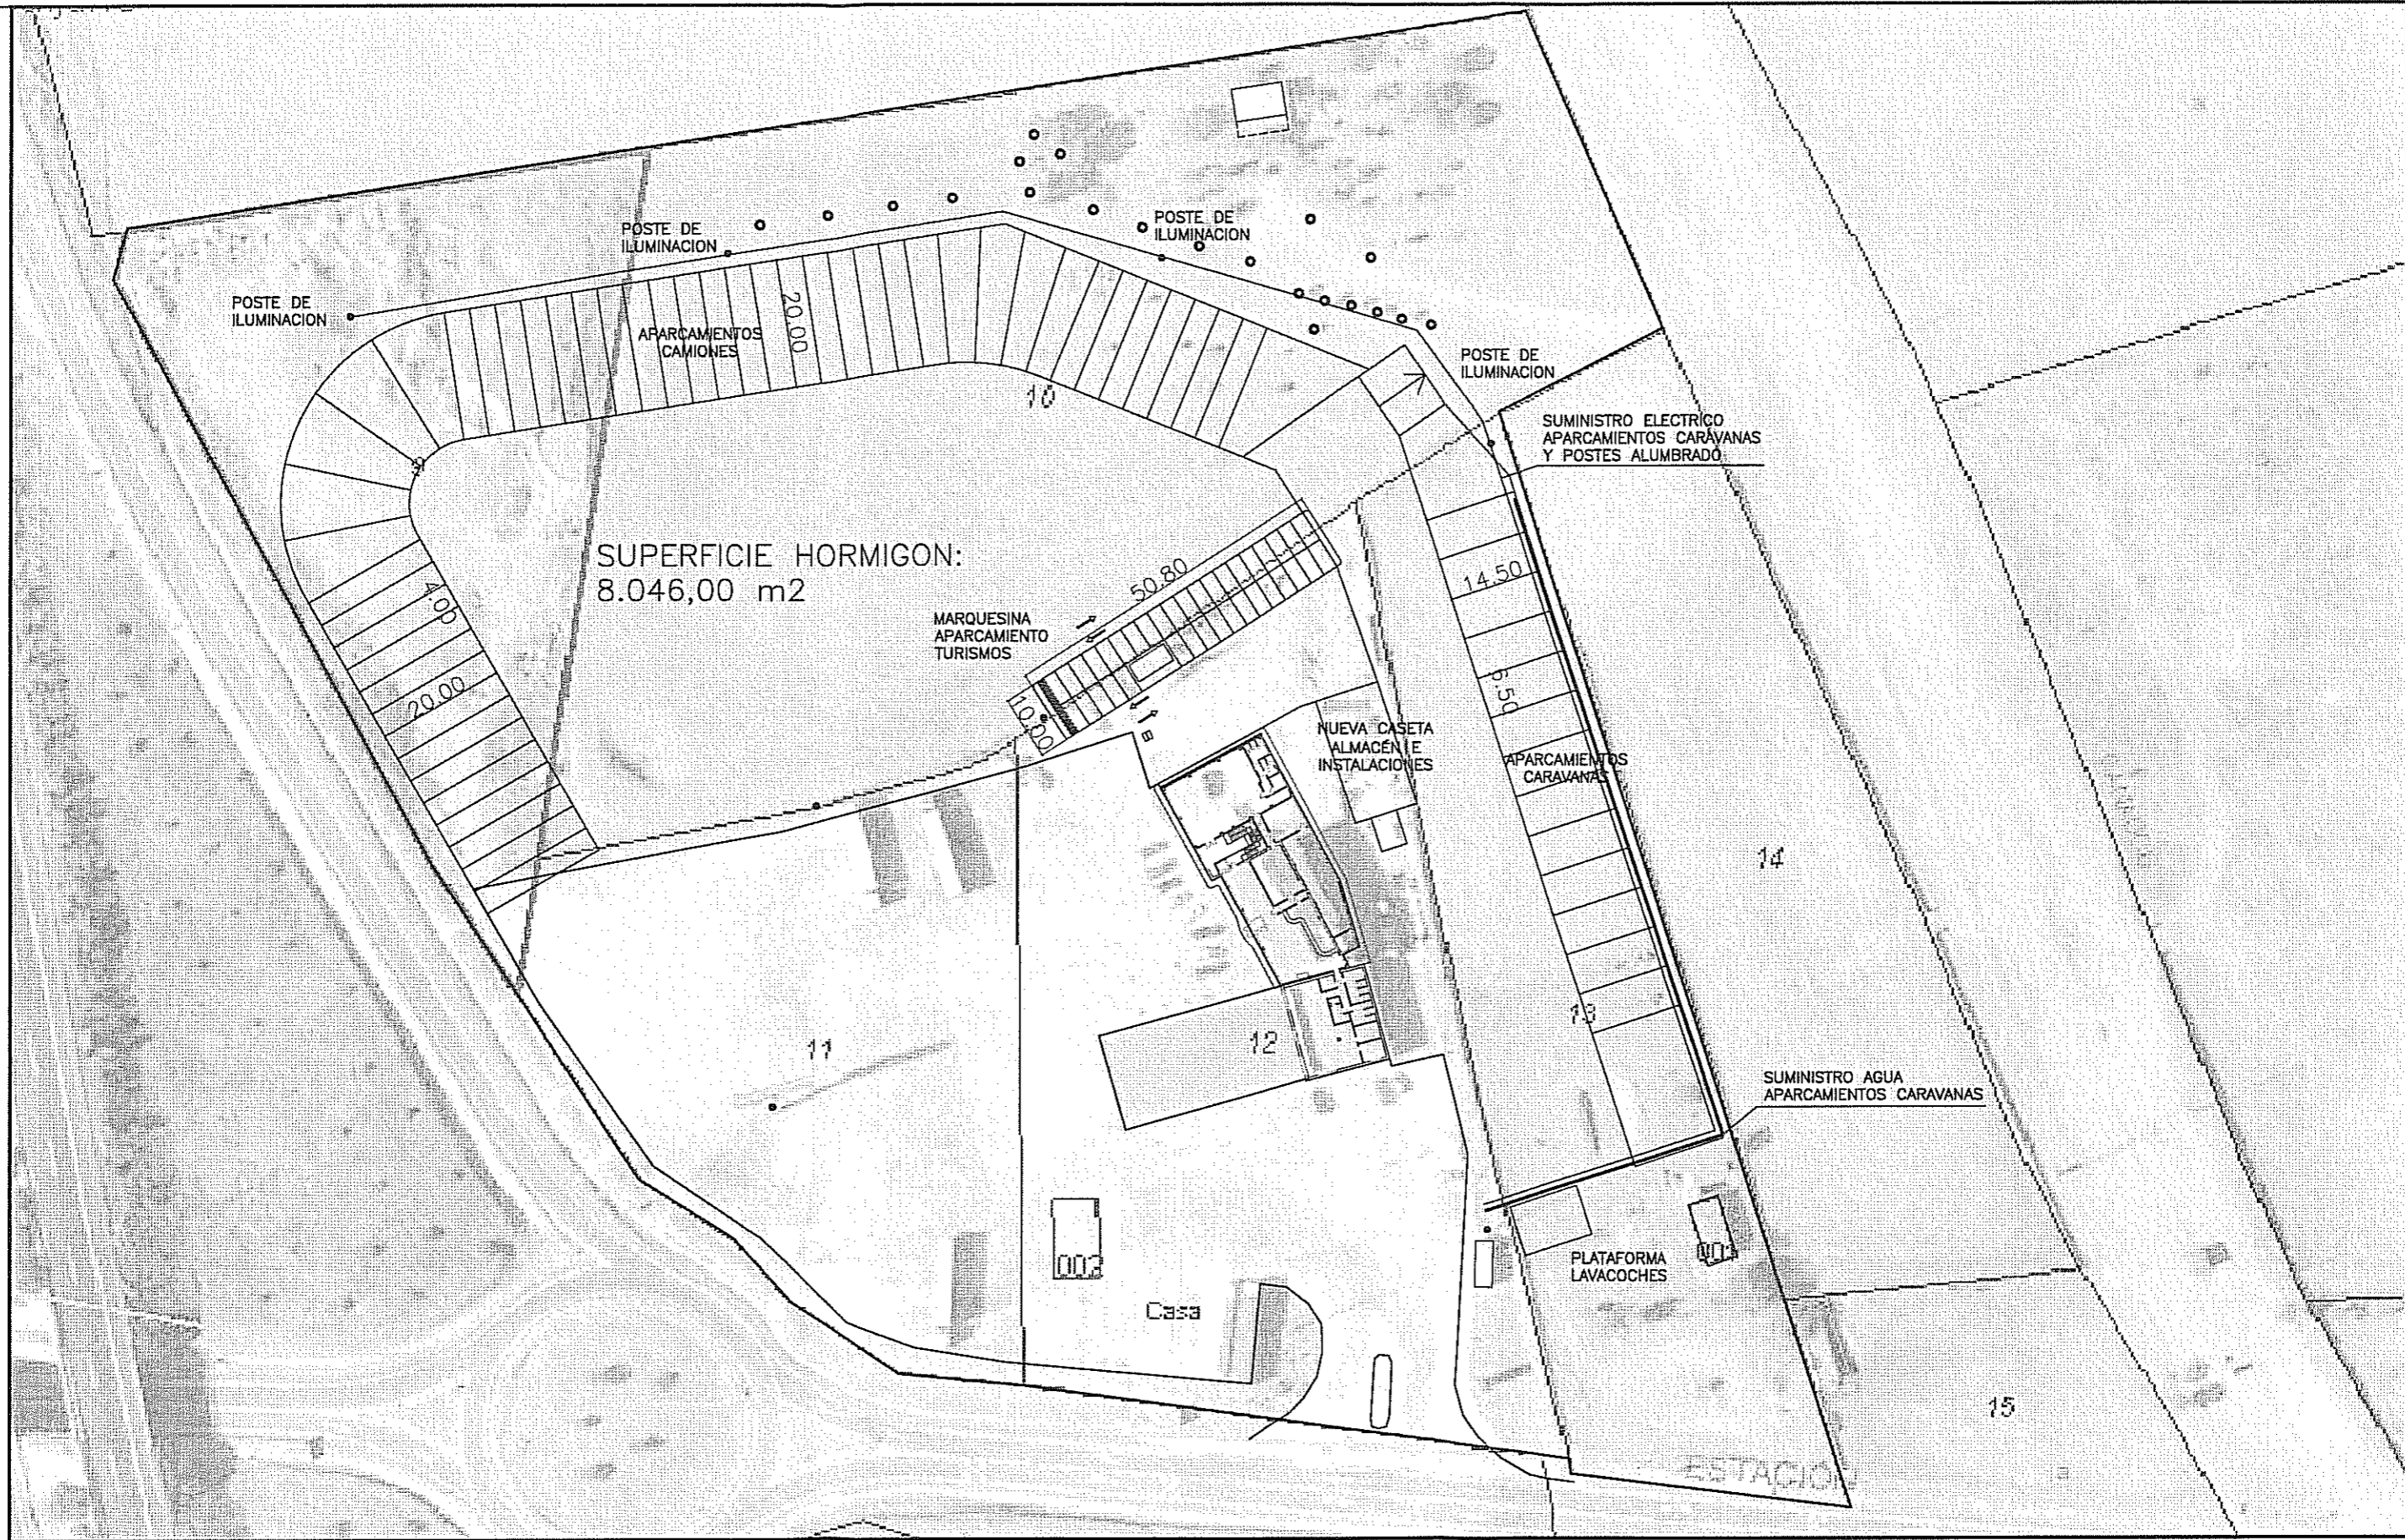 POSTE DE
ILUMINACION
POSTE DE
ILUMINACION
POSTE DE
ILUMINACION
POSTE DE
ILUMINACION
APARCAMIENTOS
CAMIONES
20.00
10
SUMINISTRO ELECTRICO
APARCAMIENTOS CARAVANAS
Y POSTES ALUMBRADO
SUPERFICIE HORMIGON:
8.046,00 m2
4.00
20.00
MARQUESINA
APARCAMIENTO
TURISMOS
50.80
10.00
14.50
6.50
NUEVA CASETA
ALMACÉN E
INSTALACIONES
APARCAMIENTOS
CARAVANAS
14
13
11
12
SUMINISTRO AGUA
APARCAMIENTOS CARAVANAS
PLATAFORMA
LAVACOCHES
Casa
15
ESTACION